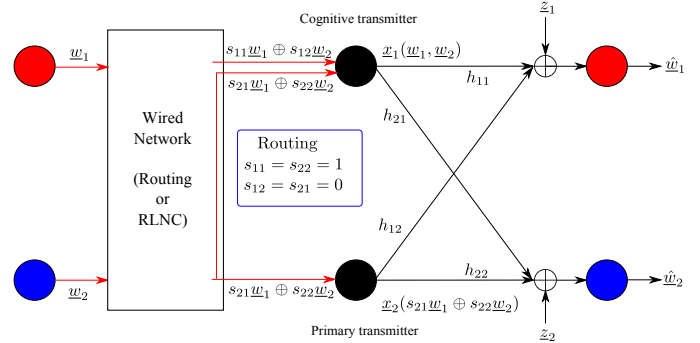 Cognitive transmitter
z₁
w₁
s₁₁w₁ ⊕ s₁₂w₂
x₁(w₁, w₂)
ŵ₁
h₁₁
s₂₁w₁ ⊕ s₂₂w₂
h₂₁
Wired
Network
(Routing
or
RLNC)
Routing
s₁₁ = s₂₂ = 1
s₁₂ = s₂₁ = 0
h₁₂
h₂₂
w₂
s₂₁w₁ ⊕ s₂₂w₂
x₂(s₂₁w₁ ⊕ s₂₂w₂)
ŵ₂
Primary transmitter
z₂